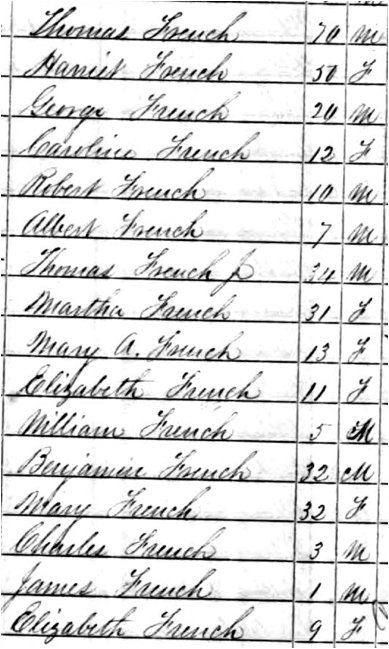 Thomas French 70 M
Harriet French 50 F
George French 20 M
Caroline French 12 F
Robert French 10 M
Albert French 7 M
Thomas French Jr 34 M
Martha French 31 F
Mary A. French 13 F
Elizabeth French 11 F
William French 5 M
Benjamin French 32 M
Mary French 32 F
Charles French 3 M
James French 1 M
Elizabeth French 9 F